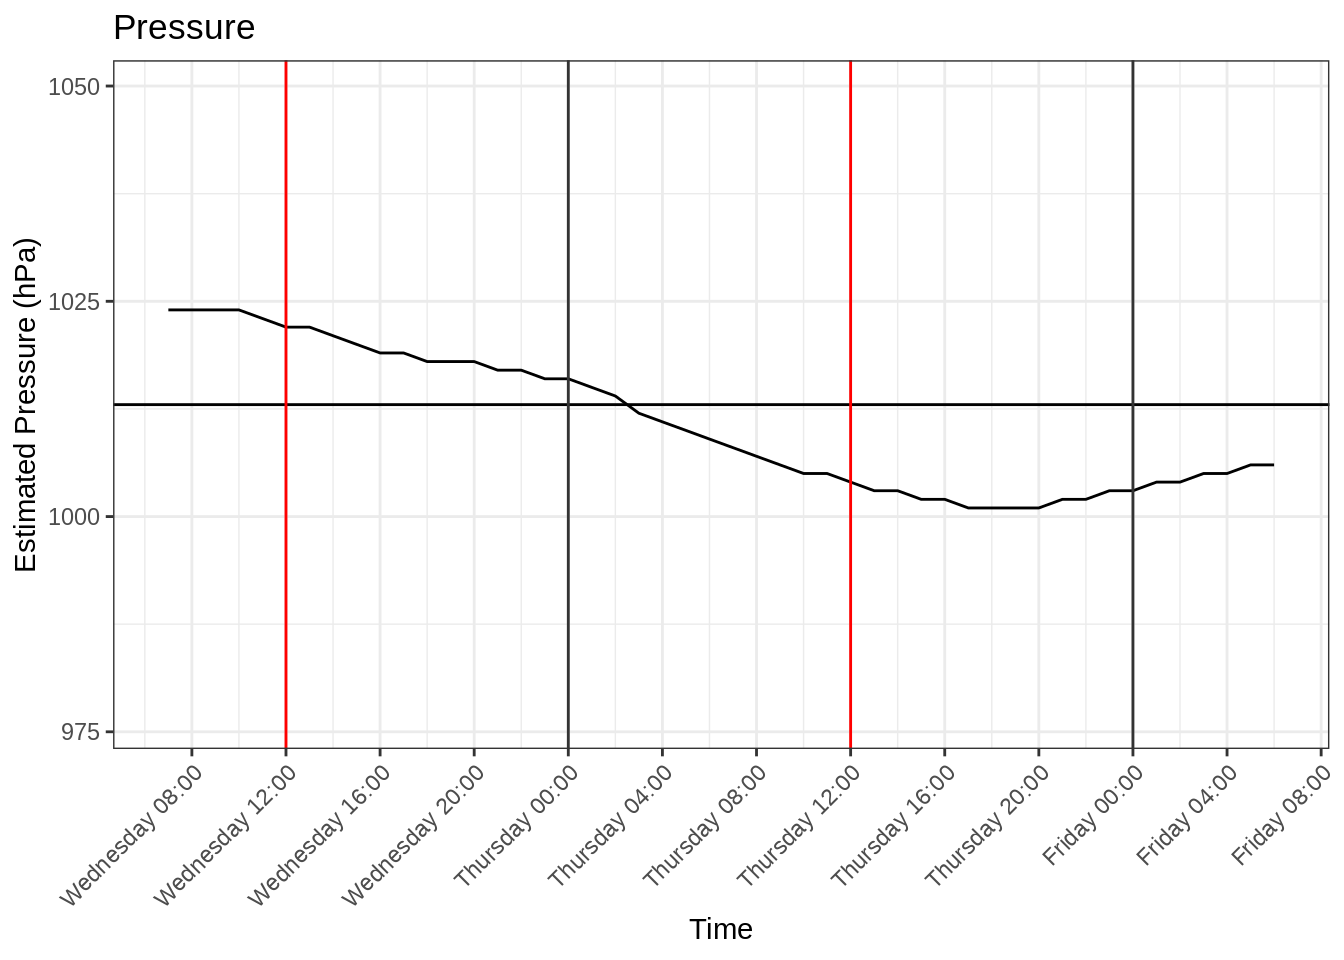 Pressure
Estimated Pressure (hPa)
1050
1025
1000
975
Wednesday 08:00
Wednesday 12:00
Wednesday 16:00
Wednesday 20:00
Thursday 00:00
Thursday 04:00
Thursday 08:00
Thursday 12:00
Thursday 16:00
Thursday 20:00
Friday 00:00
Friday 04:00
Friday 08:00
Time